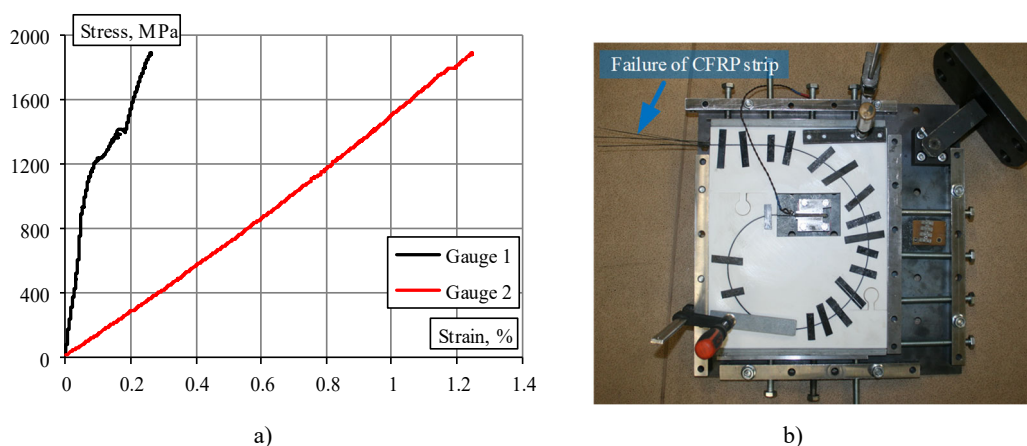 Stress, MPa
2000
1600
1200
800
400
0
0 0.2 0.4 0.6 0.8 1 1.2 1.4
Gauge 1
Gauge 2
Strain, %
a)
Failure of CFRP strip
b)